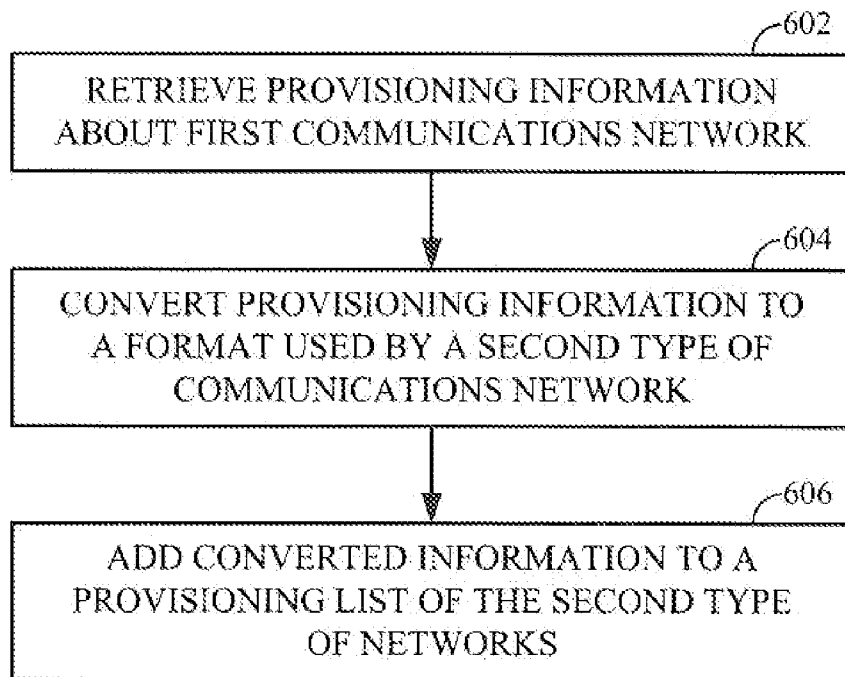 602
RETRIEVE PROVISIONING INFORMATION
ABOUT FIRST COMMUNICATIONS NETWORK
604
CONVERT PROVISIONING INFORMATION TO
A FORMAT USED BY A SECOND TYPE OF
COMMUNICATIONS NETWORK
606
ADD CONVERTED INFORMATION TO A
PROVISIONING LIST OF THE SECOND TYPE
OF NETWORKS